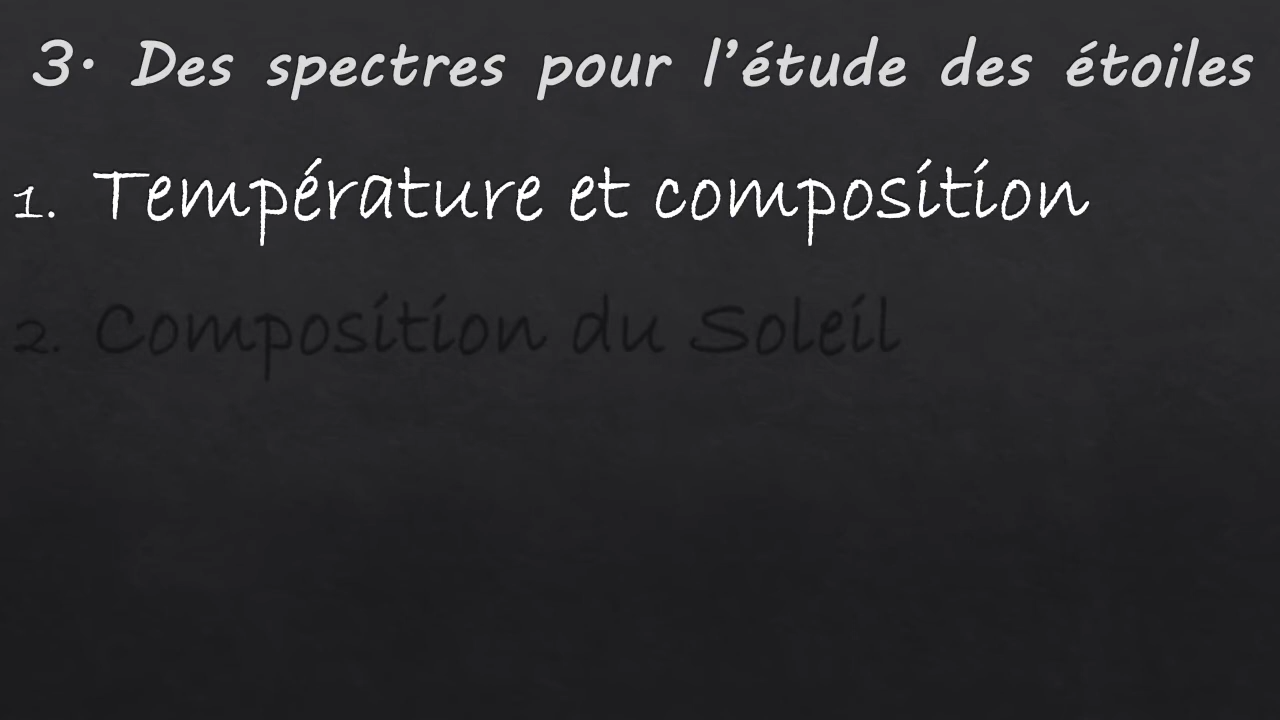 3. Des spectres pour l’étude des étoiles
1. Température et composition
2. Composition du Soleil